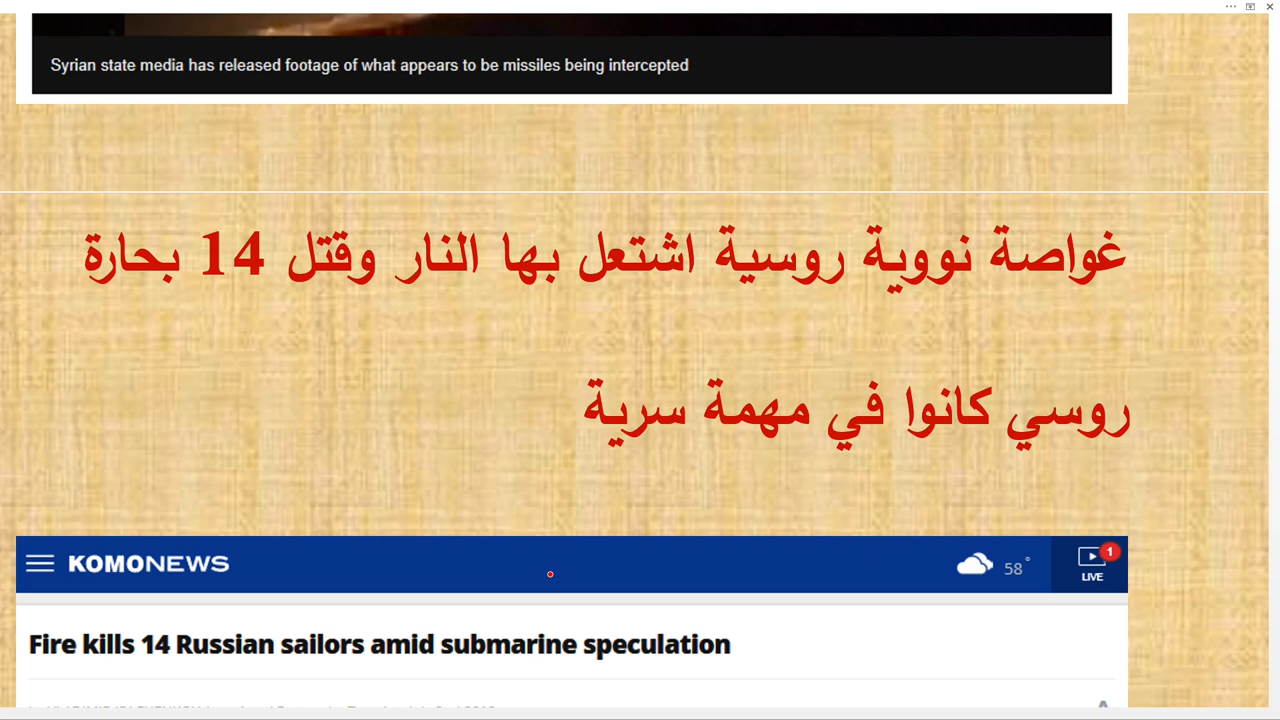 Syrian state media has released footage of what appears to be missiles being intercepted
غواصة نووية روسية اشتعل بها النار وقتل 14 بحارة
روسي كانوا في مهمة سرية
KOMONEWS
58°
1
LIVE
Fire kills 14 Russian sailors amid submarine speculation